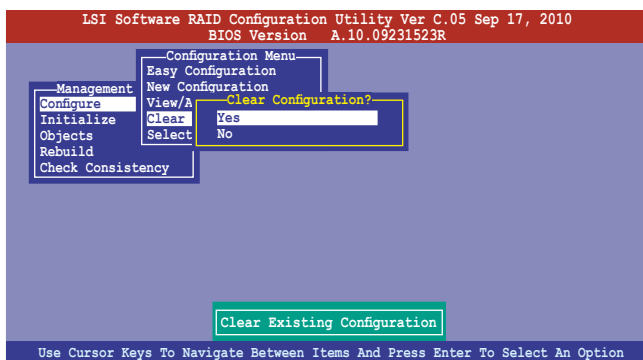 LSI Software RAID Configuration Utility Ver C.05 Sep 17, 2010
BIOS Version A.10.09231523R
Configuration Menu
Easy Configuration
New Configuration
View/A
Clear
Select
Management
Configure
Initialize
Objects
Rebuild
Check Consistency
Clear Configuration?
Yes
No
Clear Existing Configuration
Use Cursor Keys To Navigate Between Items And Press Enter To Select An Option